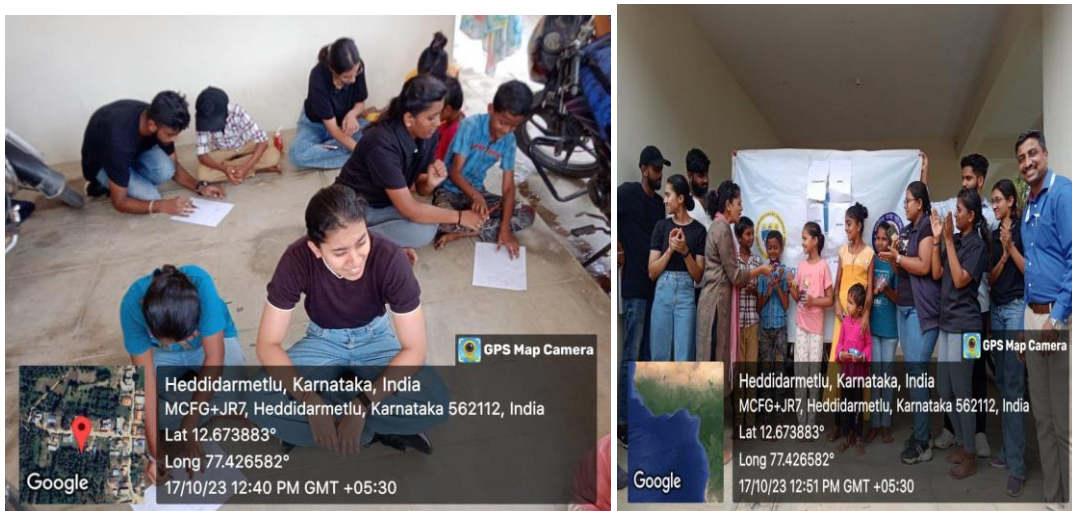 GPS Map Camera
Heddidarmetlu, Karnataka, India
MCFG+JR7, Heddidarmetlu, Karnataka 562112, India
Lat 12.673883°
Long 77.426582°
17/10/23 12:40 PM GMT +05:30
Google
GPS Map Camera
Heddidarmetlu, Karnataka, India
MCFG+JR7, Heddidarmetlu, Karnataka 562112, India
Lat 12.673883°
Long 77.426582°
17/10/23 12:51 PM GMT +05:30
Google